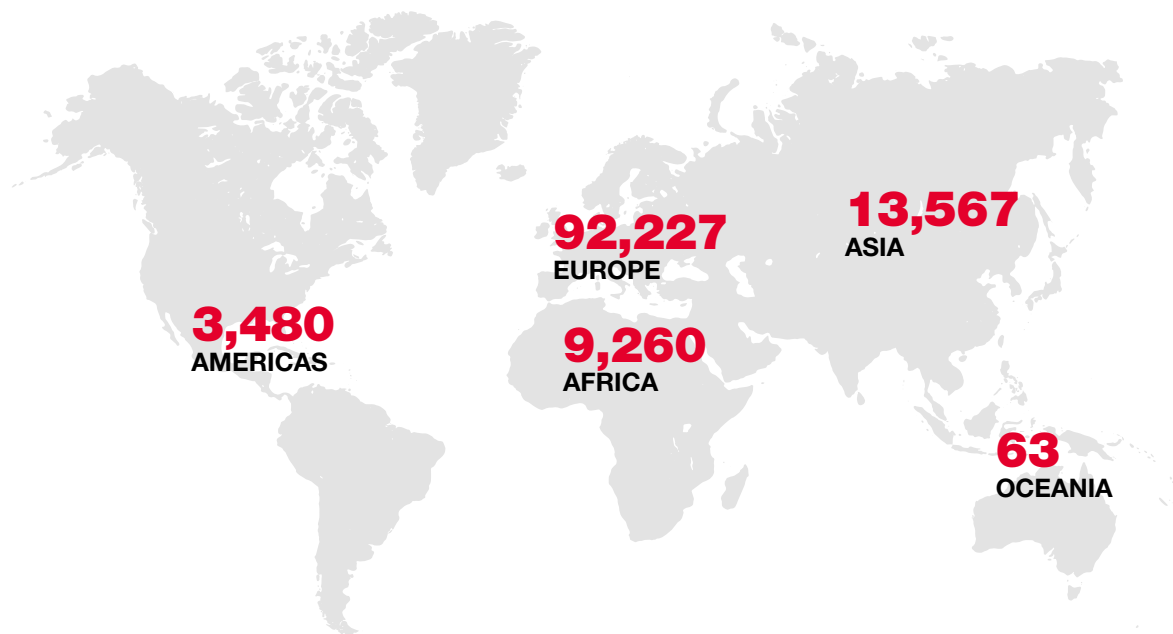 13,567
ASIA
92,227
EUROPE
3,480
AMERICAS
9,260
AFRICA
63
OCEANIA